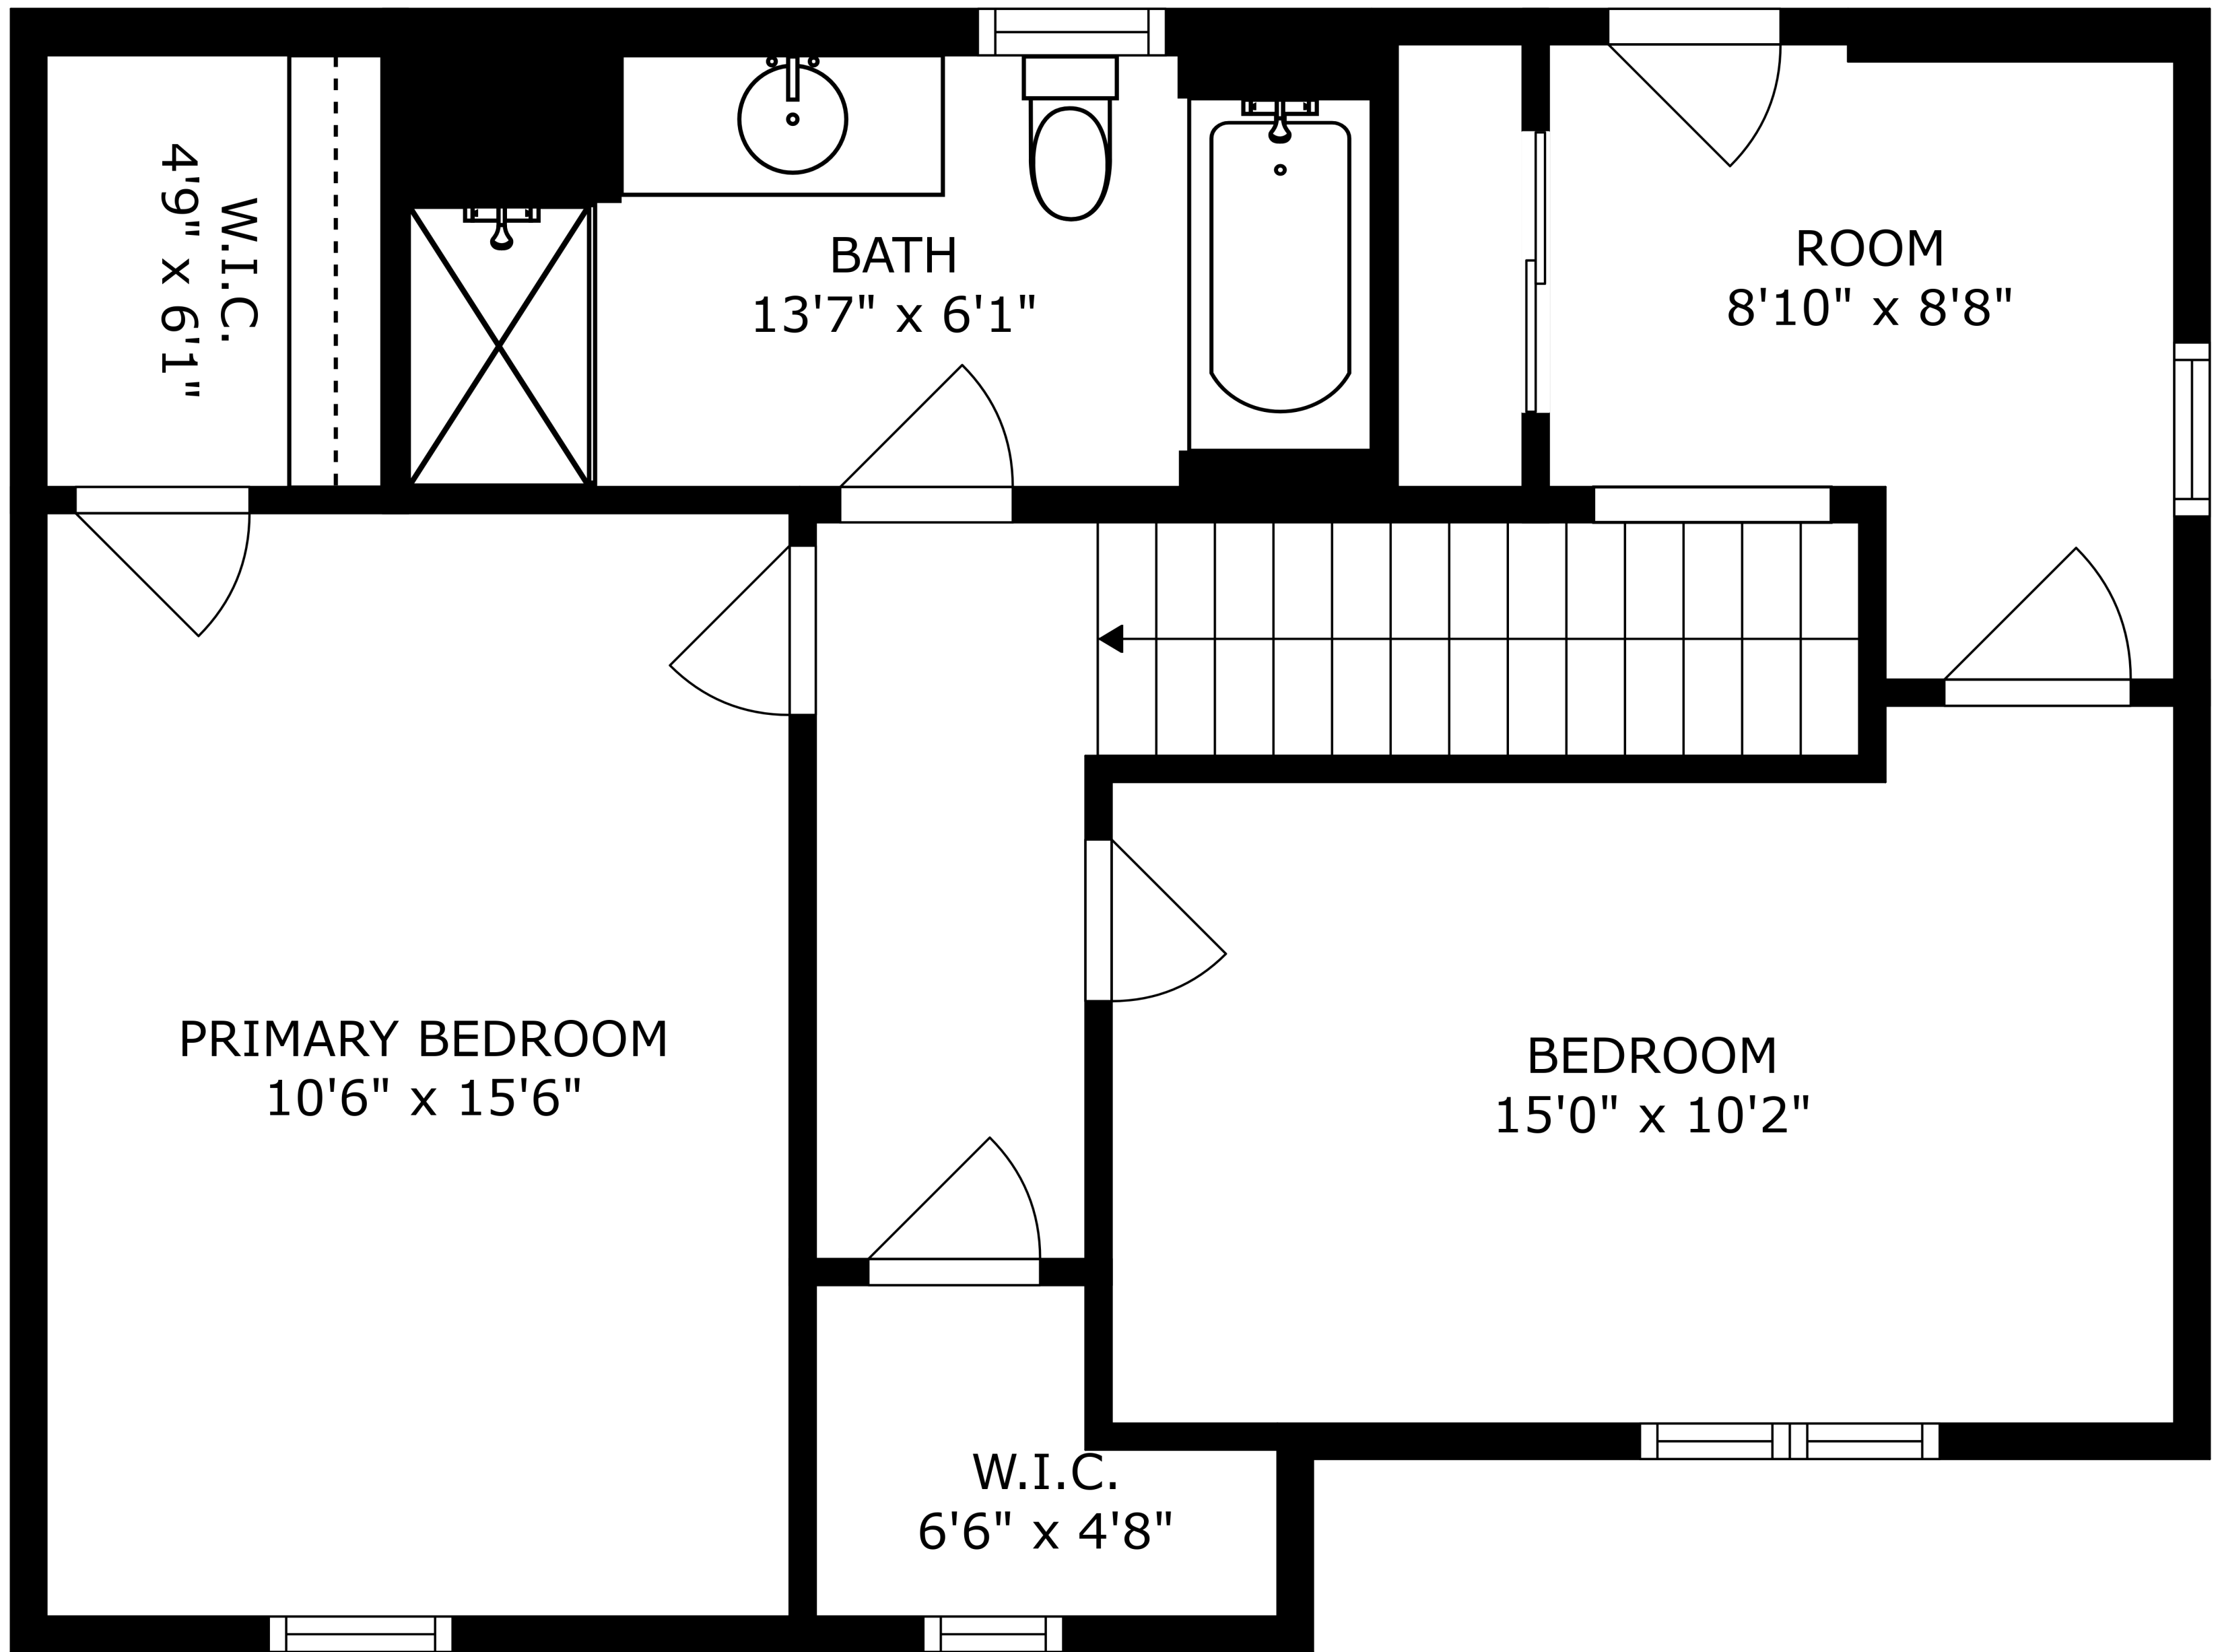 W.I.C.
4'9" x 6'1"
BATH
13'7" x 6'1"
ROOM
8'10" x 8'8"
PRIMARY BEDROOM
10'6" x 15'6"
BEDROOM
15'0" x 10'2"
W.I.C.
6'6" x 4'8"